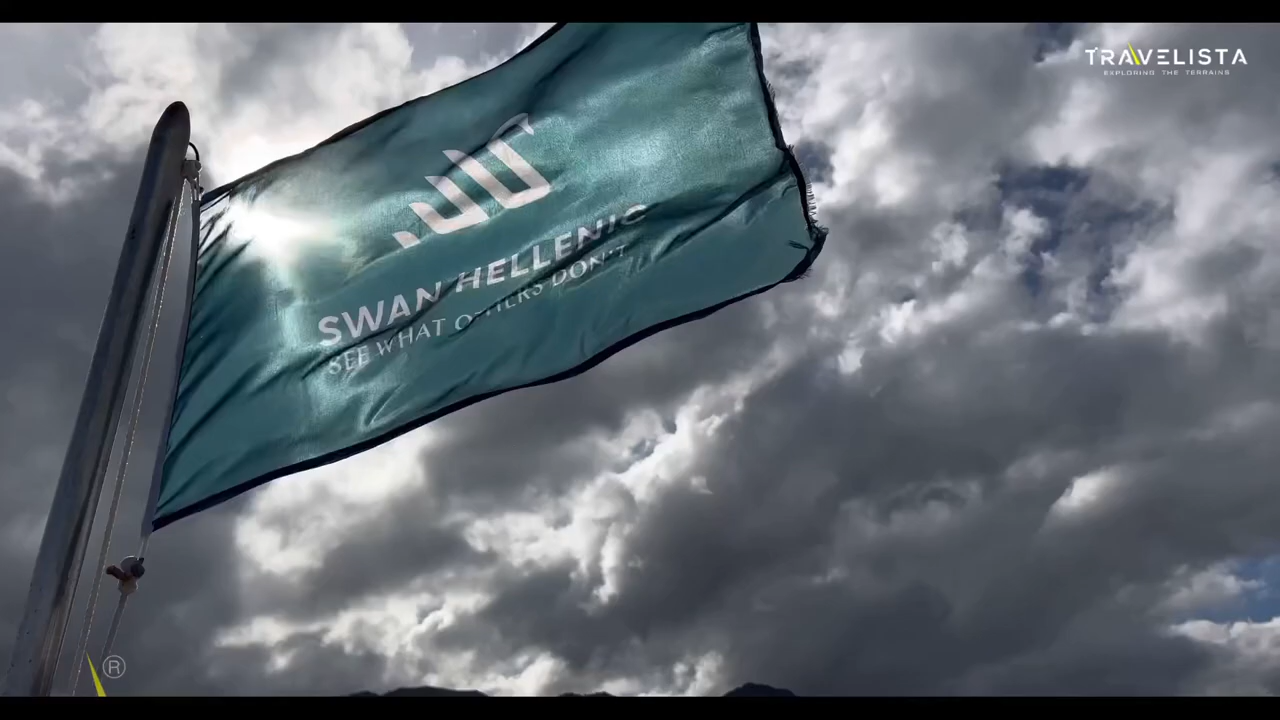 TRAVELISTA
EXPLORING THE TERRAINS
SWAN HELLENIC
SEE WHAT OTHERS DON'T
®